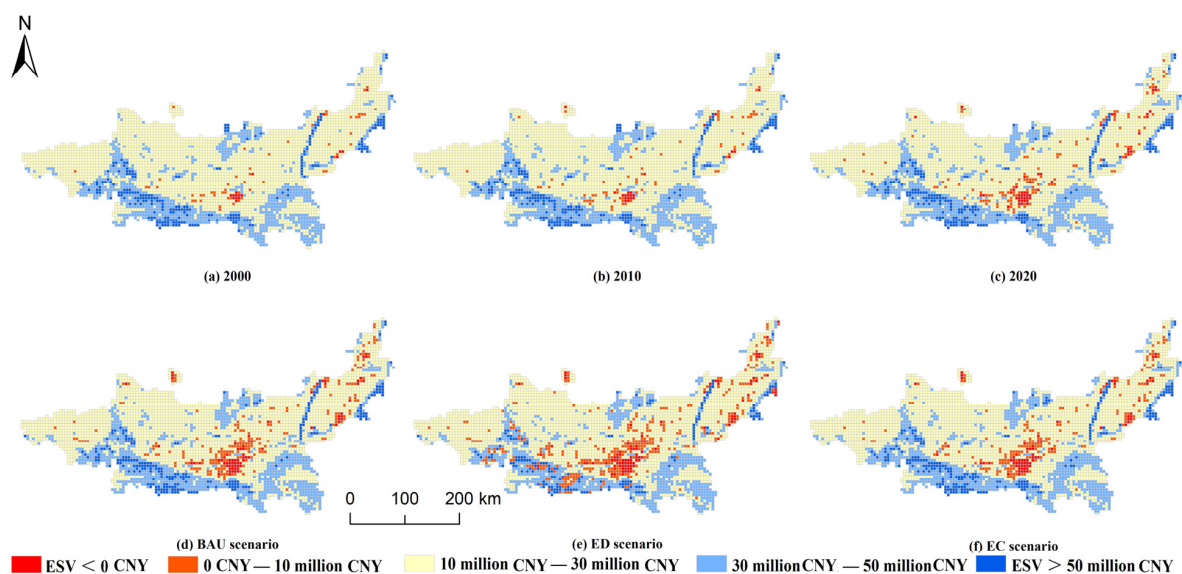 N
(a) 2000
(b) 2010
(c) 2020
0 100 200 km
(d) BAU scenario
(e) ED scenario
(f) EC scenario
ESV < 0 CNY
0 CNY — 10 million CNY
10 million CNY — 30 million CNY
30 million CNY — 50 million CNY
ESV > 50 million CNY